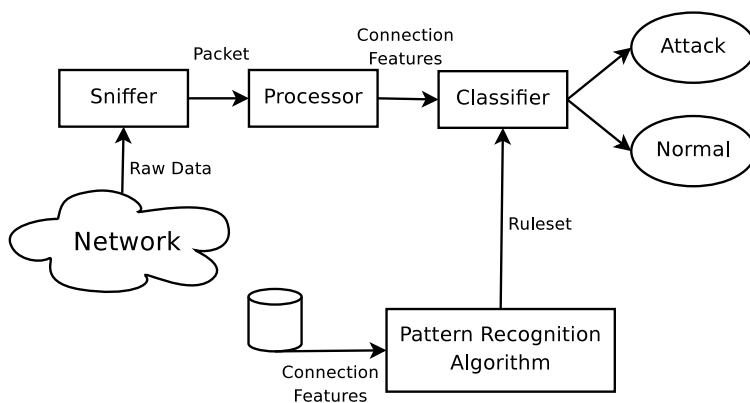 Packet
Connection
Features
Attack
Sniffer
Processor
Classifier
Normal
Raw Data
Network
Ruleset
Pattern Recognition
Algorithm
Connection
Features